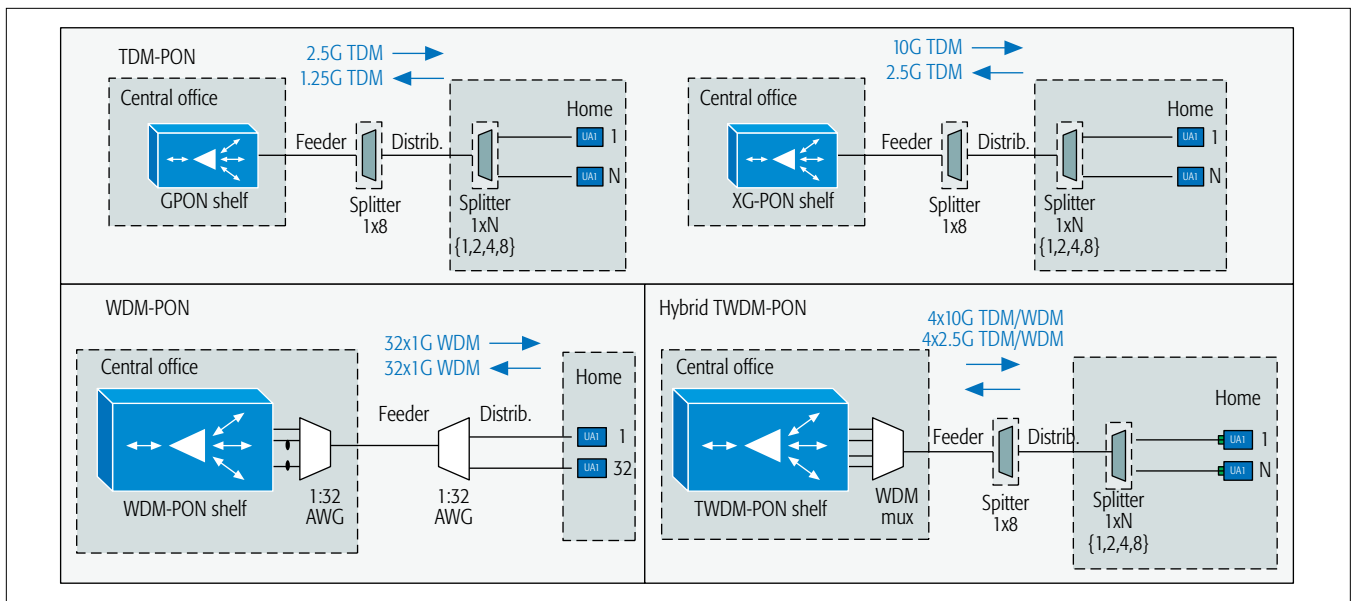 TDM-PON
2.5G TDM
1.25G TDM
Central office
GPON shelf
Feeder
Distrib.
Splitter
1x8
Splitter
1xN
{1,2,4,8}
Home
UA1
1
UA1
N
10G TDM
2.5G TDM
Central office
XG-PON shelf
Feeder
Distrib.
Splitter
1x8
Splitter
1xN
{1,2,4,8}
Home
UA1
1
UA1
N
WDM-PON
32x1G WDM
32x1G WDM
Central office
WDM-PON shelf
1:32
AWG
Feeder
Distrib.
1:32
AWG
Home
UA1
1
UA1
32
Hybrid TWDM-PON
4x10G TDM/WDM
4x2.5G TDM/WDM
Central office
TWDM-PON shelf
WDM
mux
Feeder
Distrib.
Spitter
1x8
Splitter
1xN
{1,2,4,8}
Home
UA1
1
UA1
N